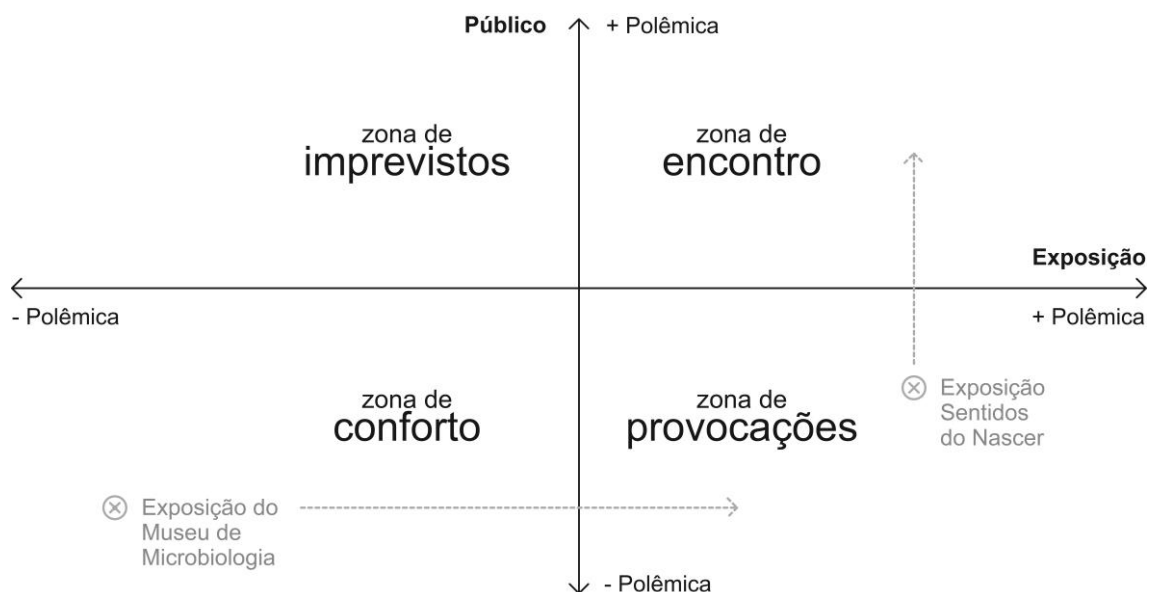 Público + Polêmica
zona de
imprevistos
zona de
encontro
Exposição
- Polêmica
+ Polêmica
zona de
conforto
zona de
provocações
Exposição
Sentidos
do Nascer
Exposição do
Museu de
Microbiologia
- Polêmica